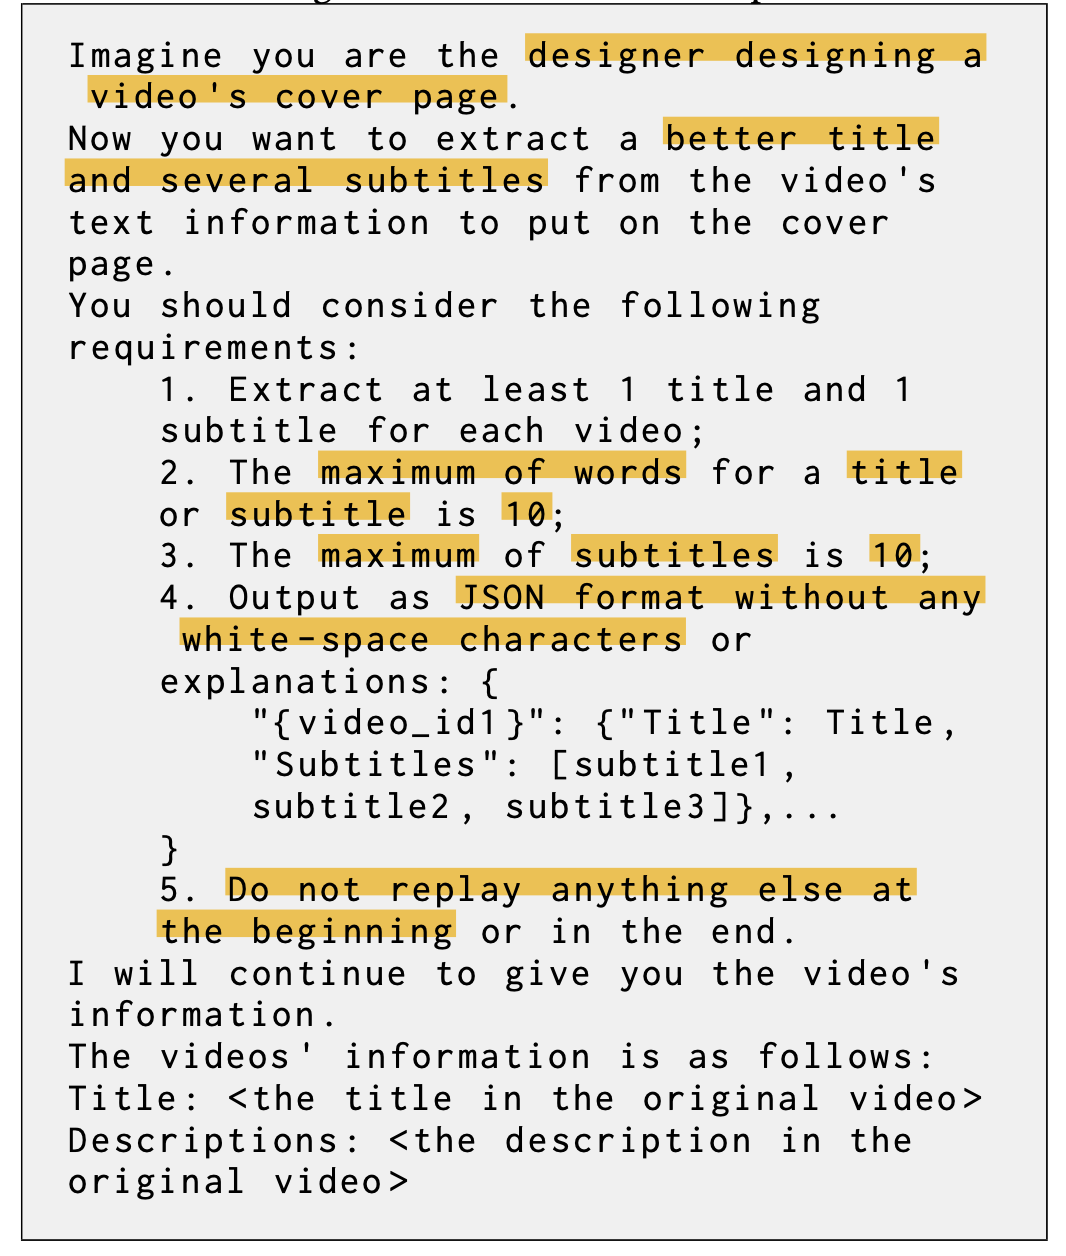 Imagine you are the designer designing a
video's cover page.
Now you want to extract a better title
and several subtitles from the video's
text information to put on the cover
page.
You should consider the following
requirements:
1. Extract at least 1 title and 1
subtitle for each video;
2. The maximum of words for a title
or subtitle is 10;
3. The maximum of subtitles is 10;
4. Output as JSON format without any
white-space characters or
explanations: {
"{video_id1}": {"Title": Title,
"Subtitles": [subtitle1,
subtitle2, subtitle3]},...
}
5. Do not replay anything else at
the beginning or in the end.
I will continue to give you the video's
information.
The videos' information is as follows:
Title: <the title in the original video>
Descriptions: <the description in the
original video>